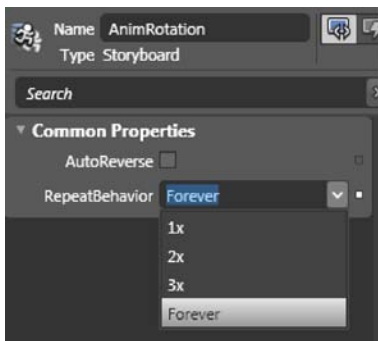 Name AnimRotation
Type Storyboard
Search
Common Properties
AutoReverse
RepeatBehavior Forever
1x
2x
3x
Forever